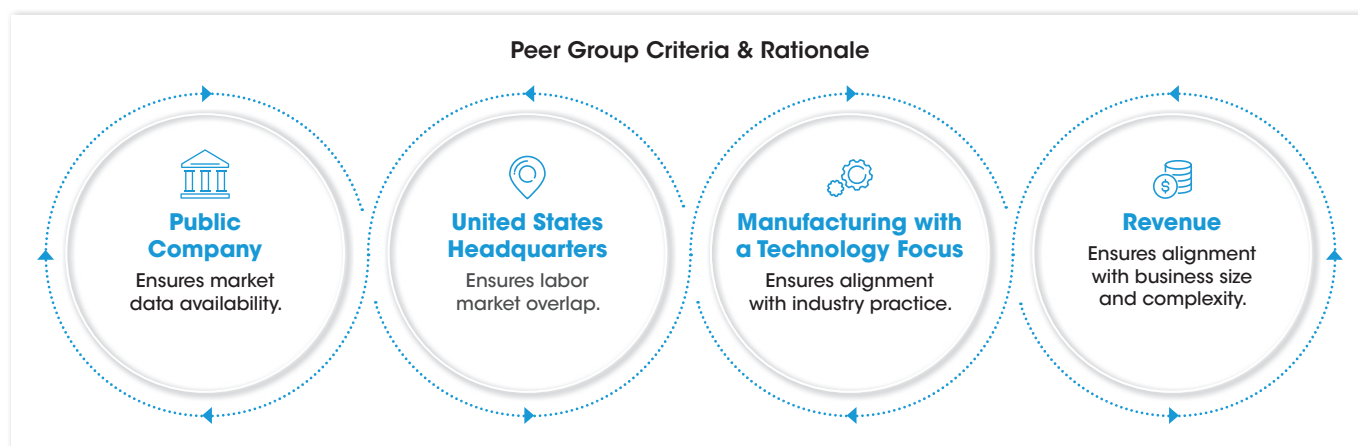 Peer Group Criteria & Rationale
Public
Company
Ensures market
data availability.
United States
Headquarters
Ensures labor
market overlap.
Manufacturing with
a Technology Focus
Ensures alignment
with industry practice.
$
Revenue
Ensures alignment
with business size
and complexity.